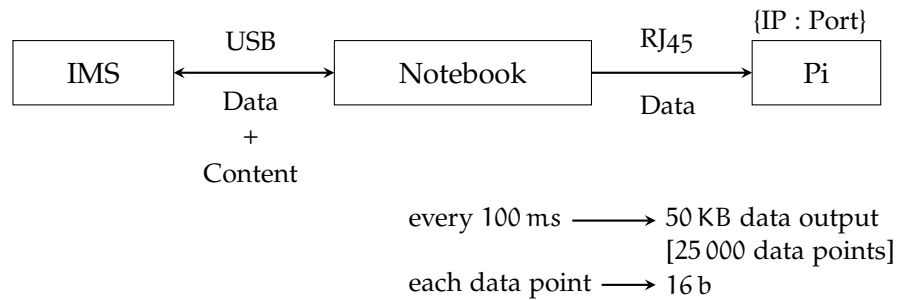 {IP : Port}
USB
RJ45
IMS
Notebook
Pi
Data
+
Content
Data
every 100 ms 50 KB data output
[25 000 data points]
each data point 16 b